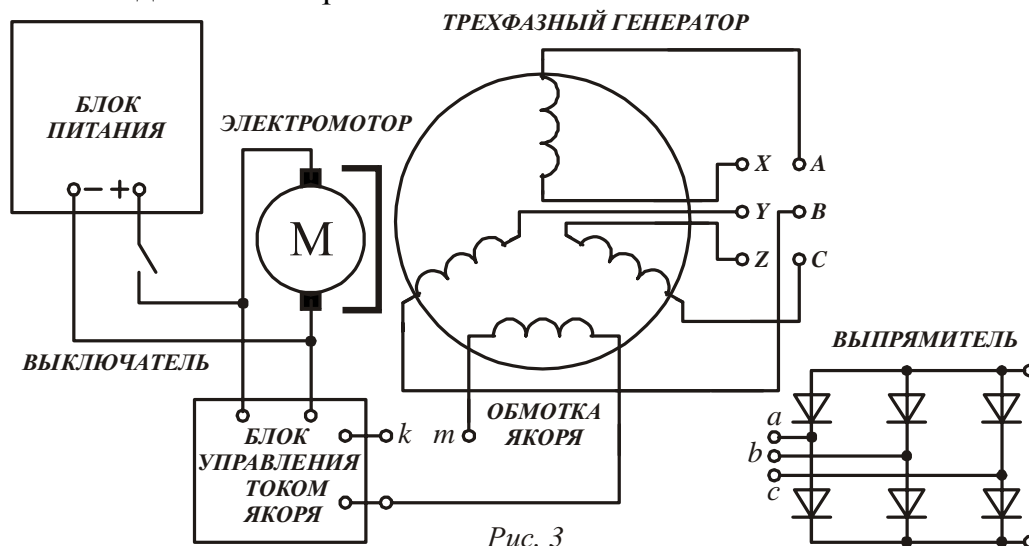 ТРЕХФАЗНЫЙ ГЕНЕРАТОР
БЛОК
ПИТАНИЯ
− +
ЭЛЕКТРОМОТОР
М
X A
Y B
Z C
ВЫКЛЮЧАТЕЛЬ
ВЫПРЯМИТЕЛЬ
ОБМОТКА
ЯКОРЯ
БЛОК
УПРАВЛЕНИЯ
ТОКОМ
ЯКОРЯ
k m
a
b
c
Рис. 3